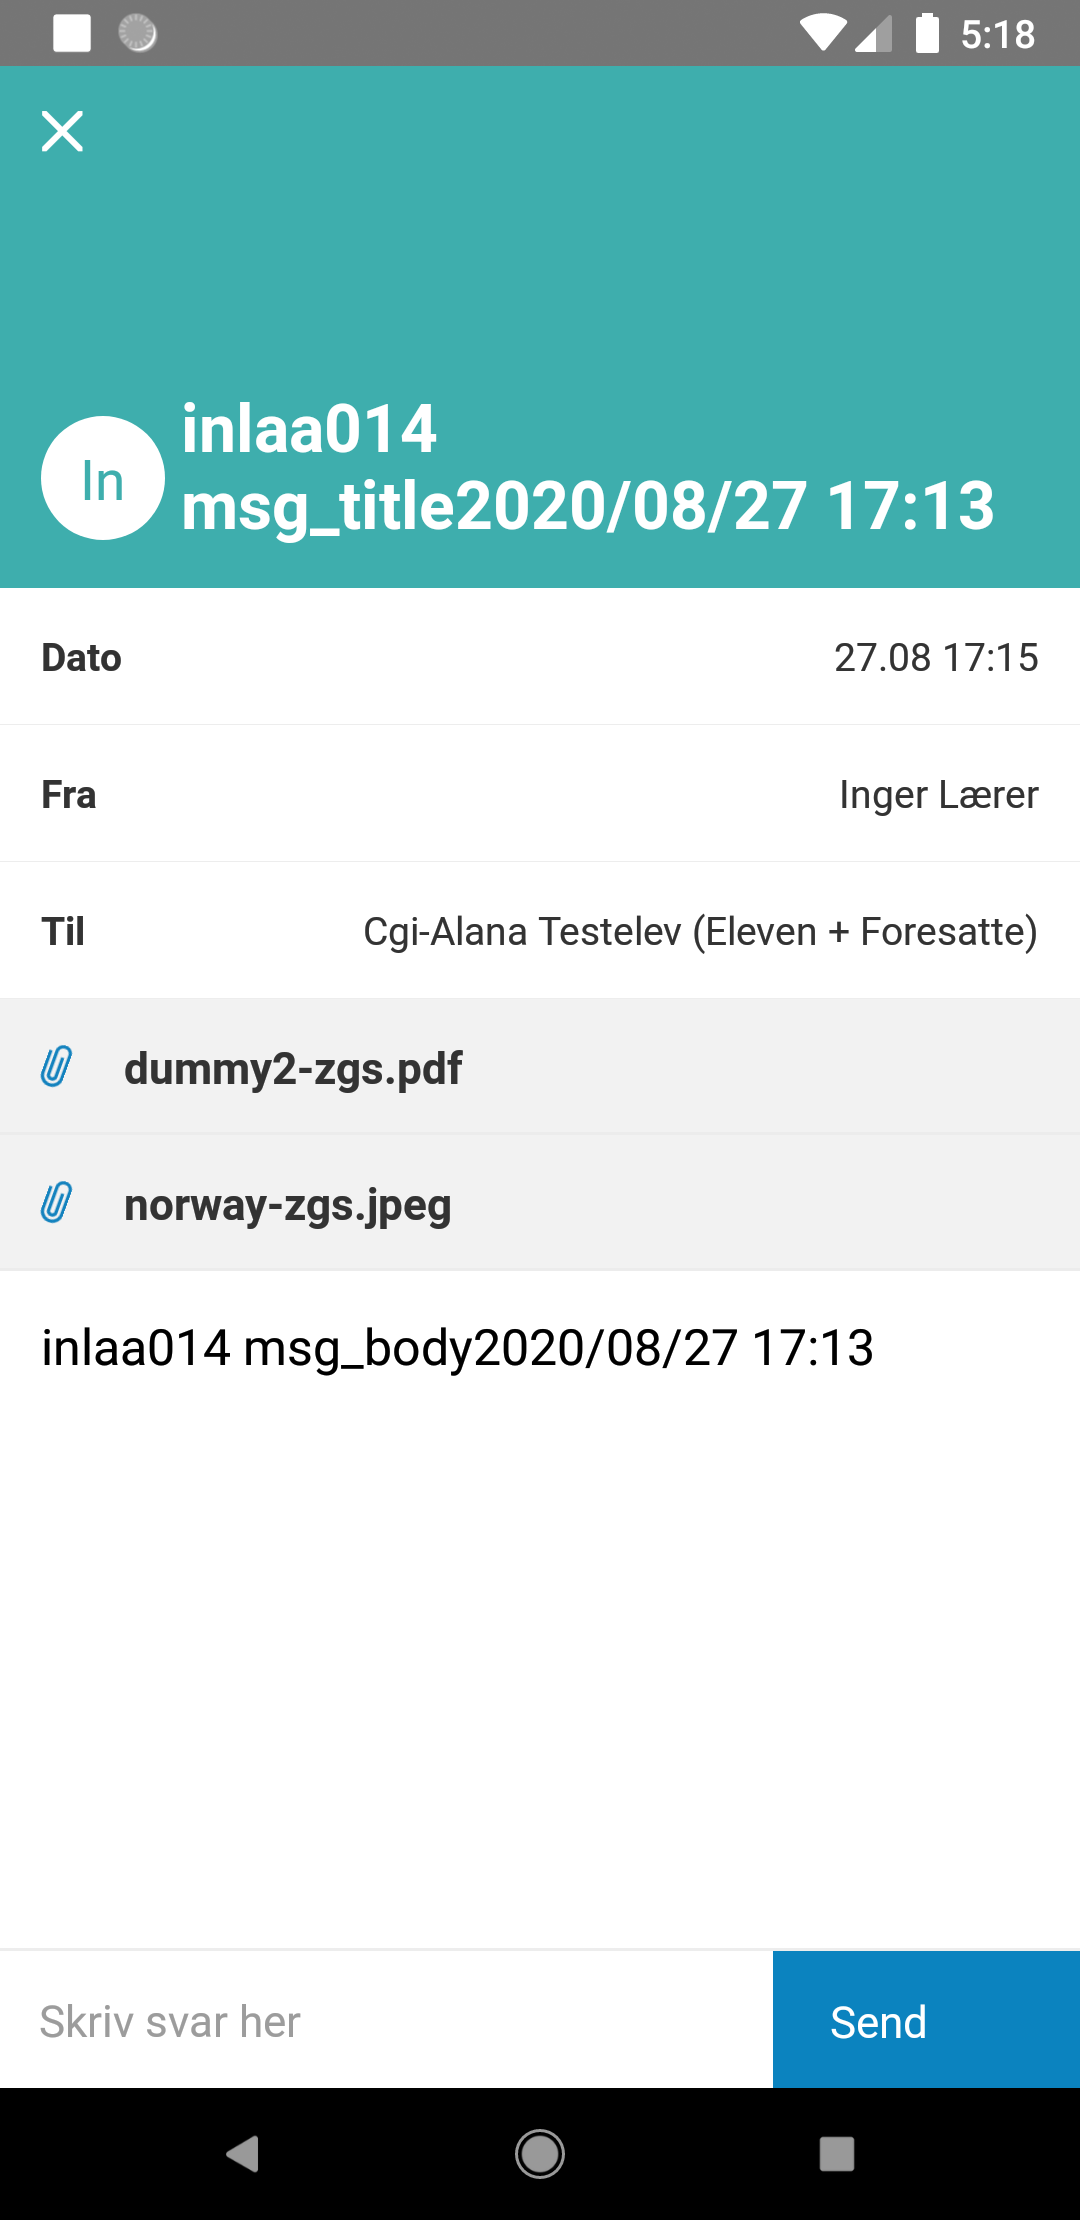 5:18
inlaa014
msg_title2020/08/27 17:13
In
Dato 27.08 17:15
Fra Inger Lærer
Til Cgi-Alana Testelev (Eleven + Foresatte)
dummy2-zgs.pdf
norway-zgs.jpeg
inlaa014 msg_body2020/08/27 17:13
Skriv svar her Send